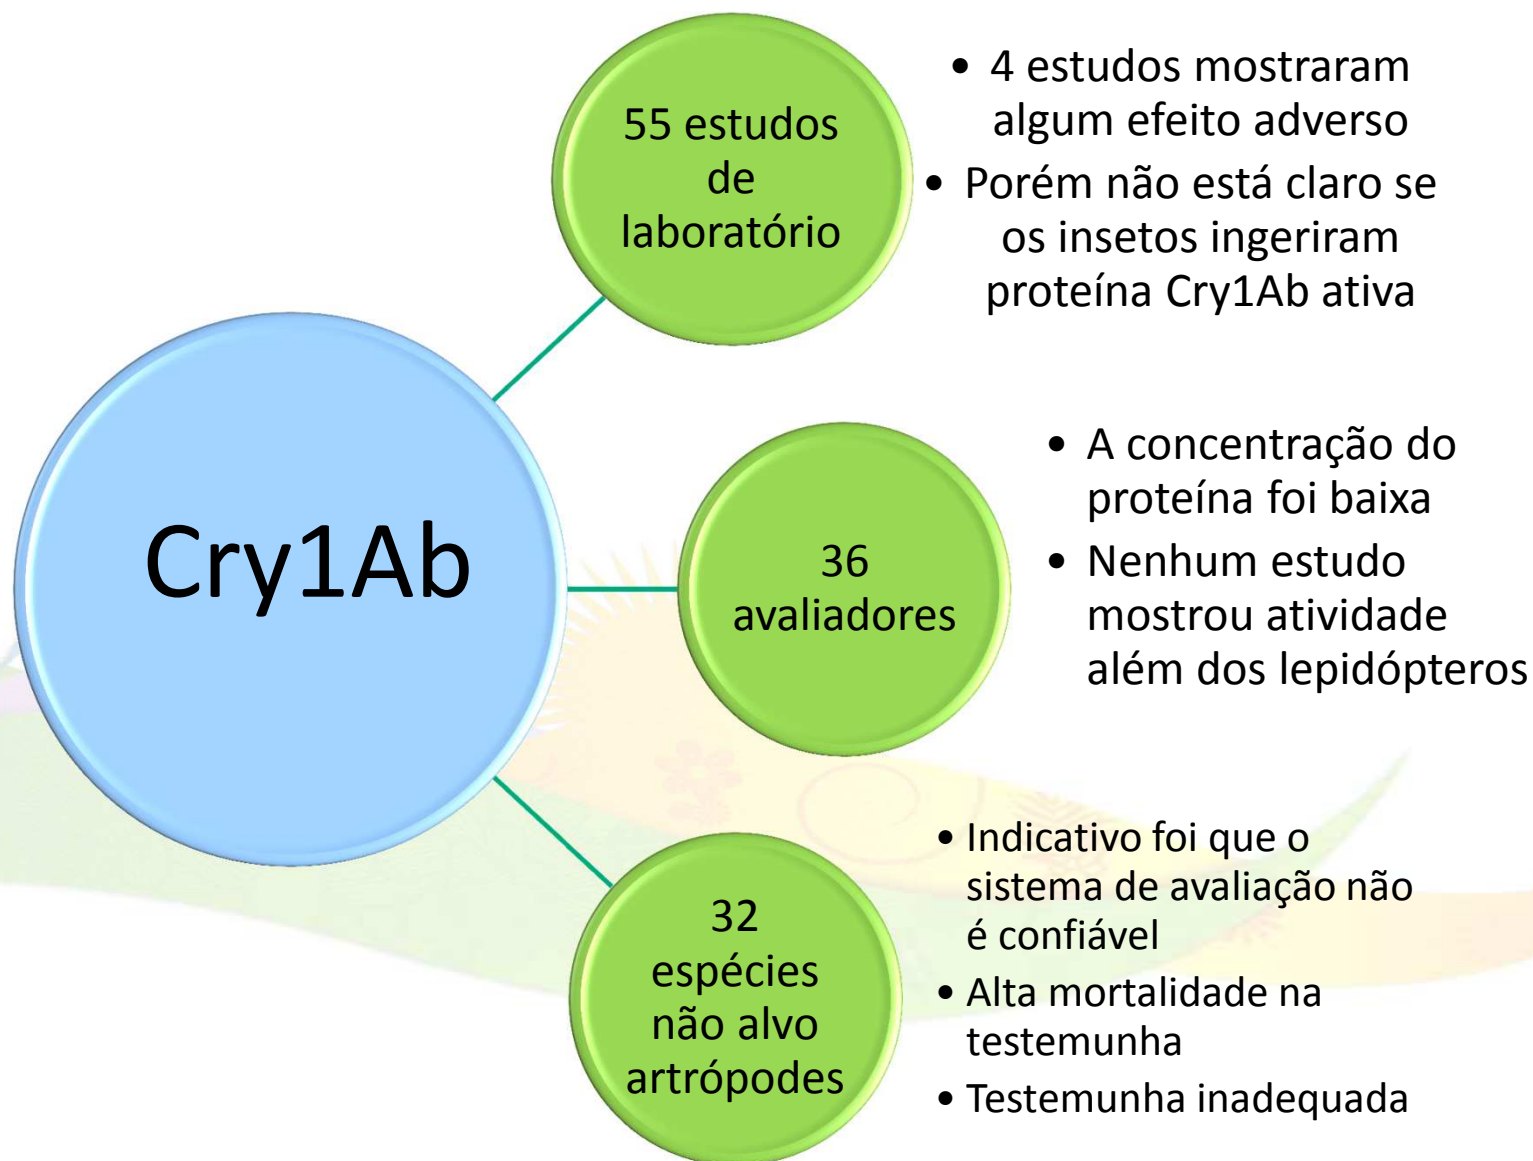 55 estudos
de
laboratório
• 4 estudos mostraram
algum efeito adverso
• Porém não está claro se
os insetos ingeriram
proteína Cry1Ab ativa
Cry1Ab
36
avaliadores
• A concentração do
proteína foi baixa
• Nenhum estudo
mostrou atividade
além dos lepidópteros
32
espécies
não alvo
artrópodes
• Indicativo foi que o
sistema de avaliação não
é confiável
• Alta mortalidade na
testemunha
• Testemunha inadequada